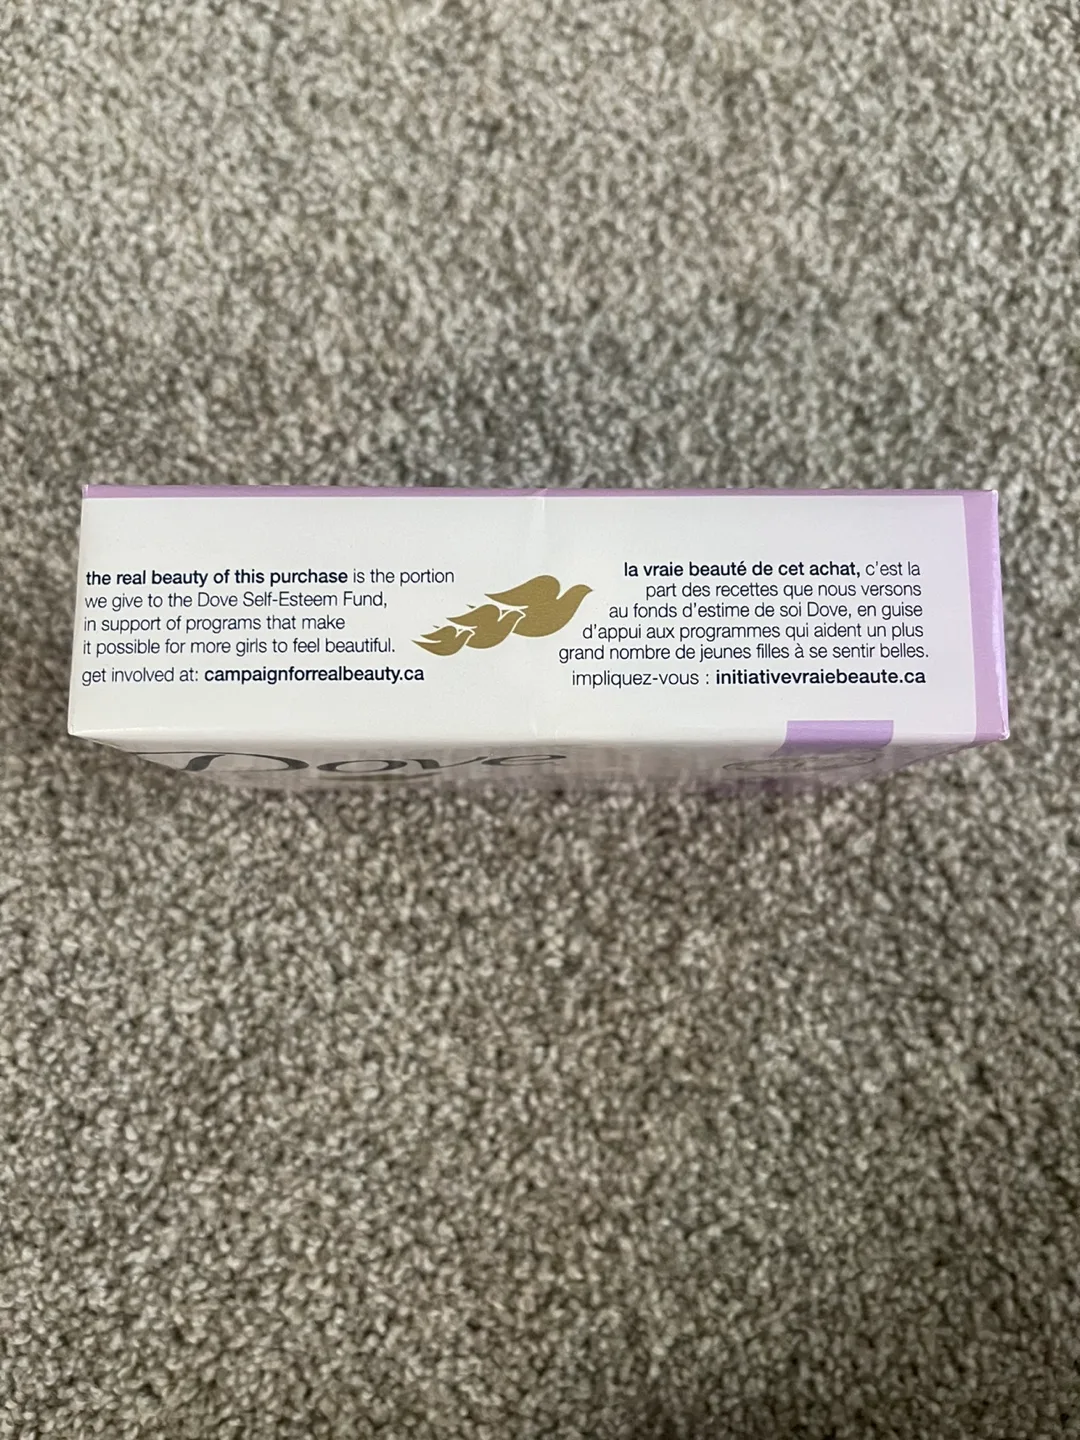 the real beauty of this purchase is the portion
we give to the Dove Self-Esteem Fund,
in support of programs that make
it possible for more girls to feel beautiful.
get involved at: campaignforrealbeauty.ca
la vraie beauté de cet achat, c'est la
part des recettes que nous versons
au fonds d'estime de soi Dove, en guise
d'appui aux programmes qui aident un plus
grand nombre de jeunes filles à se sentir belles.
impliquez-vous : initiativevraiebeaute.ca
Dove